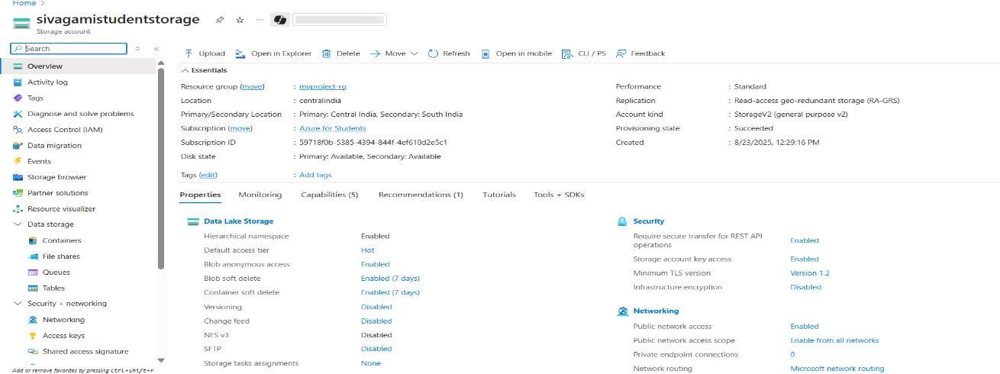 Home >
sivagamistudentstorage
Storage account
Search
Overview
Activity log
Tags
Diagnose and solve problems
Access Control (IAM)
Data migration
Events
Storage browser
Partner solutions
Resource visualizer
Data storage
Containers
File shares
Queues
Tables
Security + networking
Networking
Access keys
Shared access signature
Add or remove favorites by pressing Ctrl+Shift+F
Upload Open in Explorer Delete Move Refresh Open in mobile CLI / PS Feedback
Essentials
Resource group (move) : myproject-rg
Location : centralindia
Primary/Secondary Location : Primary: Central India, Secondary: South India
Subscription (move) : Azure for Students
Subscription ID : 59718f0b-5385-4394-844f-4ef610d2e5c1
Disk state : Primary: Available, Secondary: Available
Tags (edit) : Add tags
Performance : Standard
Replication : Read-access geo-redundant storage (RA-GRS)
Account kind : StorageV2 (general purpose v2)
Provisioning state : Succeeded
Created : 8/23/2025, 12:29:16 PM
Properties Monitoring Capabilities (5) Recommendations (1) Tutorials Tools + SDKs
Data Lake Storage
Hierarchical namespace Enabled
Default access tier Hot
Blob anonymous access Enabled
Blob soft delete Enabled (7 days)
Container soft delete Enabled (7 days)
Versioning Disabled
Change feed Disabled
NFS v3 Disabled
SFTP Disabled
Storage tasks assignments None
Security
Require secure transfer for REST API
operations Enabled
Storage account key access Enabled
Minimum TLS version Version 1.2
Infrastructure encryption Disabled
Networking
Public network access Enabled
Public network access scope Enable from all networks
Private endpoint connections 0
Network routing Microsoft network routing